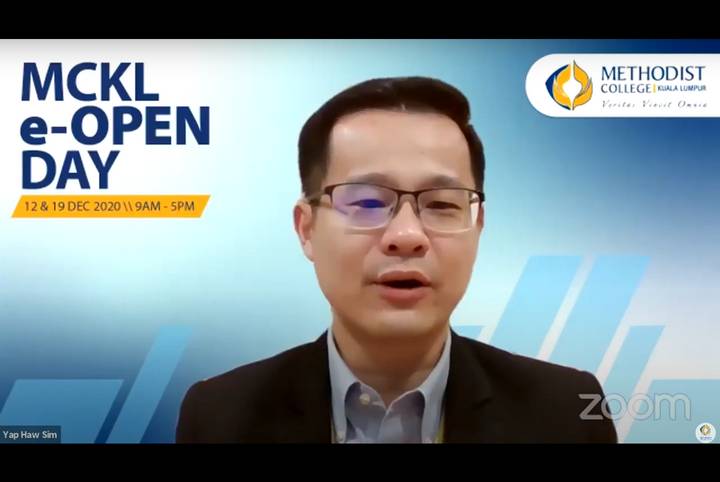 MCKL
e-OPEN
DAY
12 & 19 DEC 2020 \\ 9AM - 5PM
METHODIST
COLLEGE | KUALA LUMPUR
Veritas Vincit Omnia
Yap Haw Sim
zoom